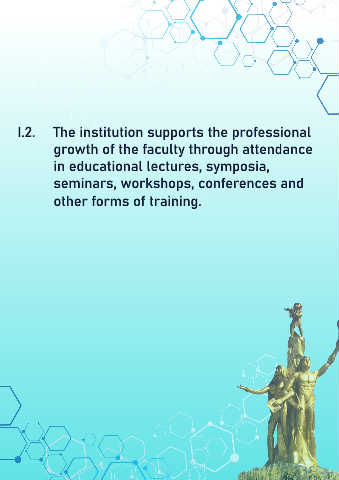 I.2. The institution supports the professional
growth of the faculty through attendance
in educational lectures, symposia,
seminars, workshops, conferences and
other forms of training.